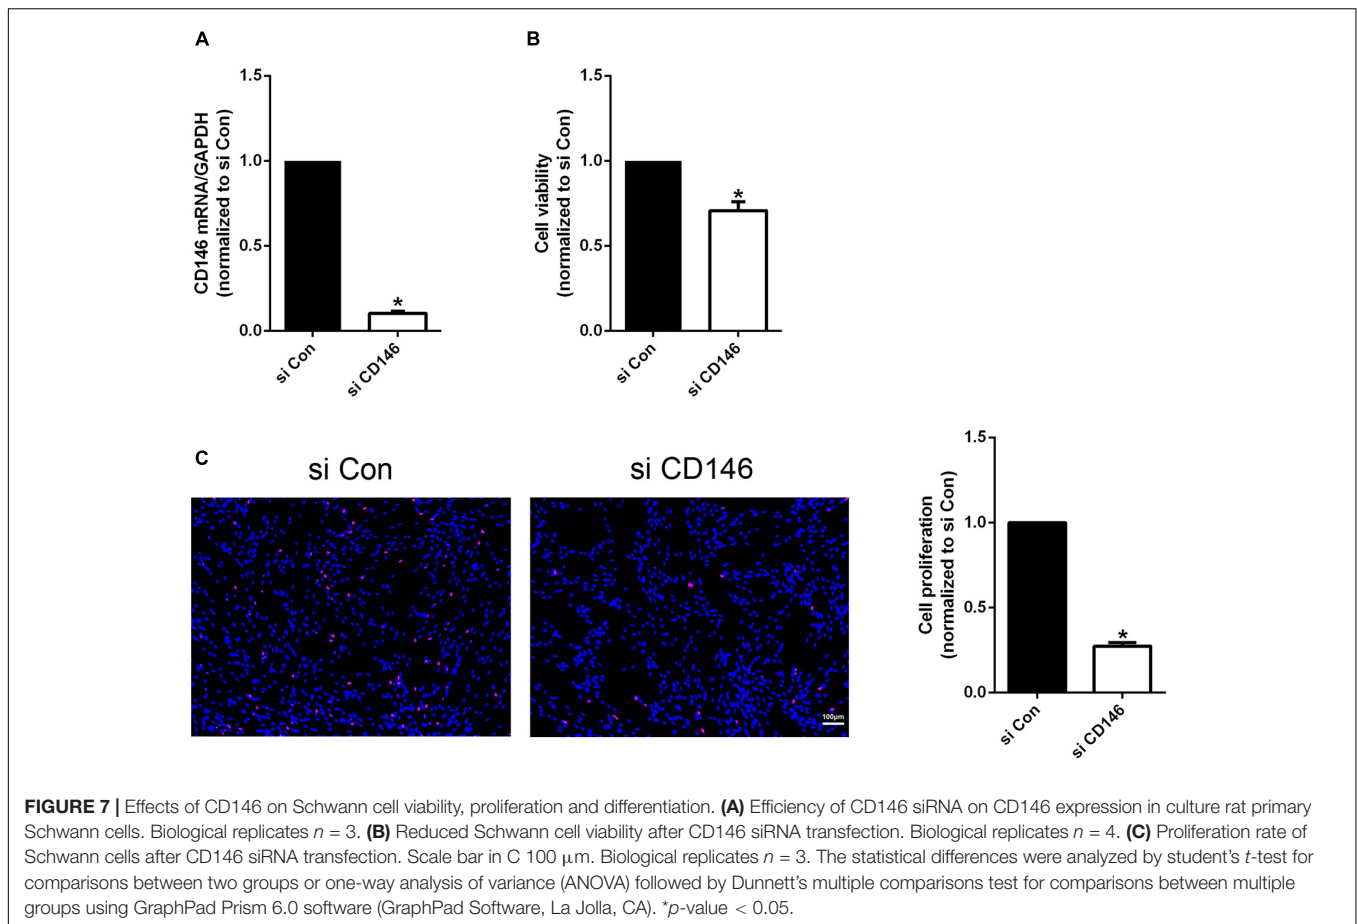 A
B
1.5
1.0
0.5
0.0
CD146 mRNA/GAPDH
(normalized to si Con)
*
si Con
si CD146
1.5
1.0
0.5
0.0
Cell viability
(normalized to si Con)
*
si Con
si CD146
C
si Con
si CD146
100μm
1.5
1.0
0.5
0.0
Cell proliferation
(normalized to si Con)
*
si Con
si CD146
FIGURE 7 | Effects of CD146 on Schwann cell viability, proliferation and differentiation. (A) Efficiency of CD146 siRNA on CD146 expression in culture rat primary
Schwann cells. Biological replicates n = 3. (B) Reduced Schwann cell viability after CD146 siRNA transfection. Biological replicates n = 4. (C) Proliferation rate of
Schwann cells after CD146 siRNA transfection. Scale bar in C 100 μm. Biological replicates n = 3. The statistical differences were analyzed by student's t-test for
comparisons between two groups or one-way analysis of variance (ANOVA) followed by Dunnett's multiple comparisons test for comparisons between multiple
groups using GraphPad Prism 6.0 software (GraphPad Software, La Jolla, CA). *p-value < 0.05.